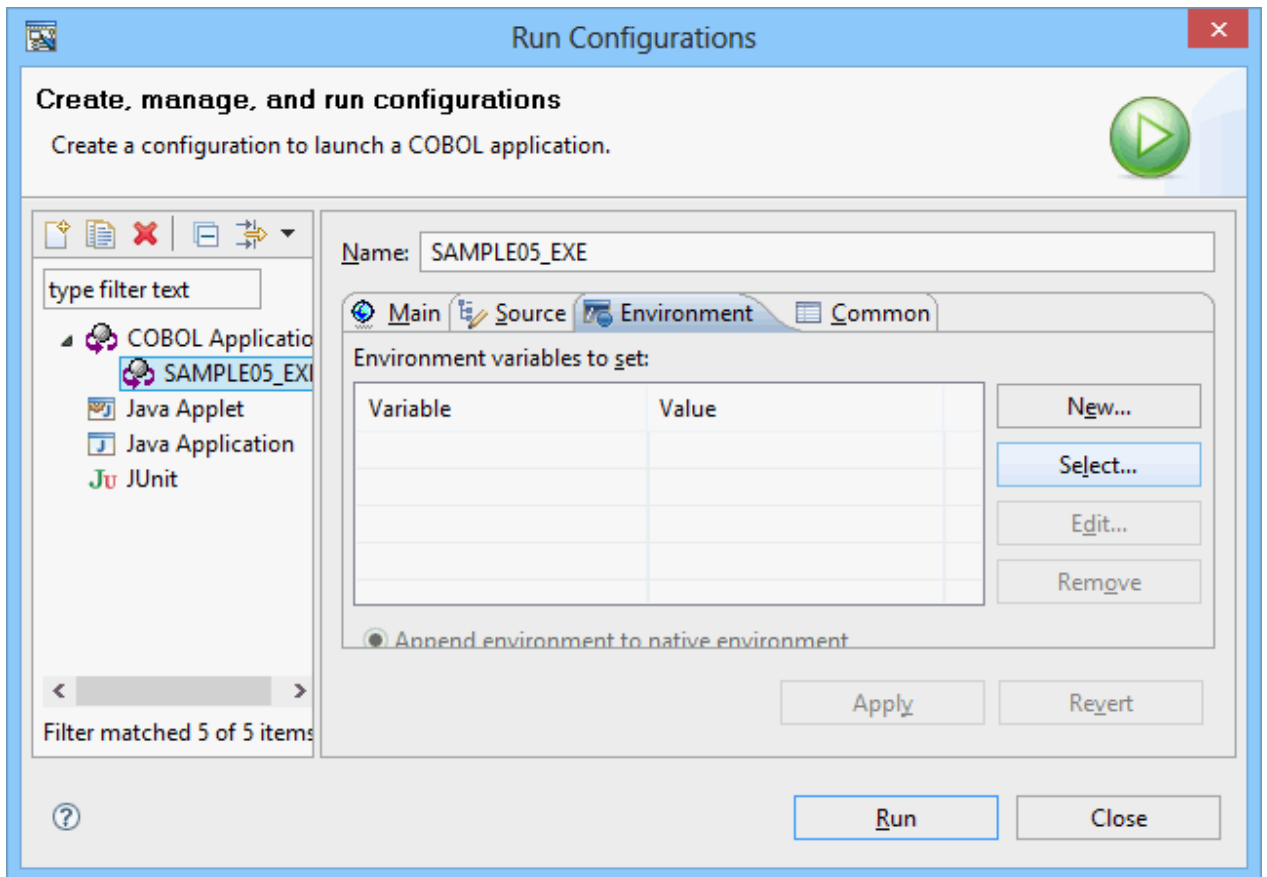 Run Configurations
Create, manage, and run configurations
Create a configuration to launch a COBOL application.
type filter text
COBOL Applicatio
SAMPLE05_EXI
Java Applet
Java Application
Ju JUnit
Filter matched 5 of 5 items
Name: SAMPLE05_EXE
Main Source Environment Common
Environment variables to set:
Variable Value
New...
Select...
Edit...
Remove
Append environment to native environment
Apply Revert
Run Close